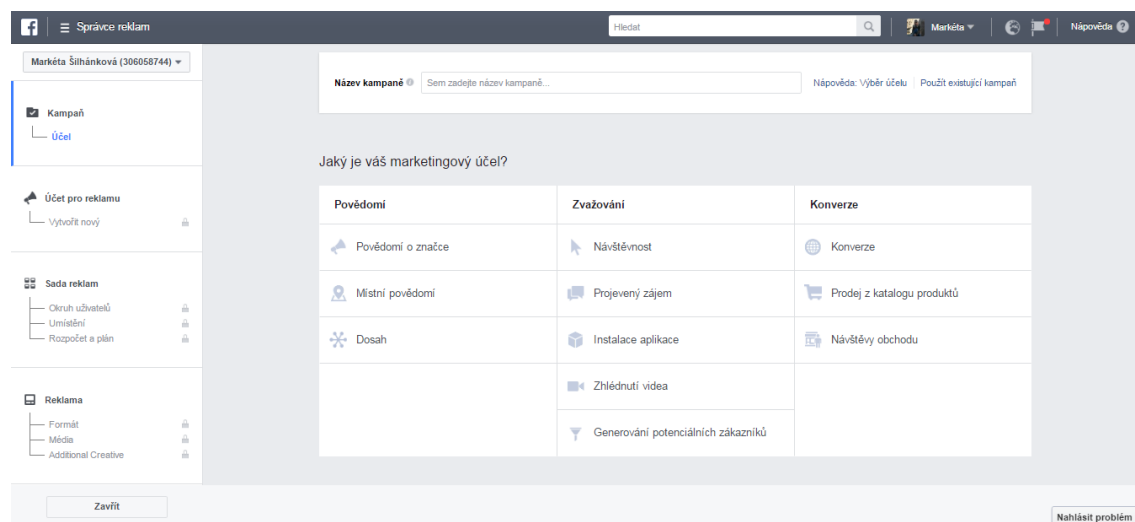 f
Správce reklam
Hledat
Markéta
Nápověda
Markéta Šilhánková (306058744)
Kampaň
Účel
Účet pro reklamu
Vytvořit nový
Sada reklam
Okruh uživatelů
Umístění
Rozpočet a plán
Reklama
Formát
Média
Additional Creative
Zavřít
Název kampaně
Sem zadejte název kampaně...
Nápověda: Výběr účelu
Použít existující kampaň
Jaký je váš marketingový účel?
Povědomí
Zvažování
Konverze
Povědomí o značce
Návštěvnost
Konverze
Místní povědomí
Projevený zájem
Prodej z katalogu produktů
Dosah
Instalace aplikace
Návštěvy obchodu
Zhlédnutí videa
Generování potenciálních zákazníků
Nahlásit problém